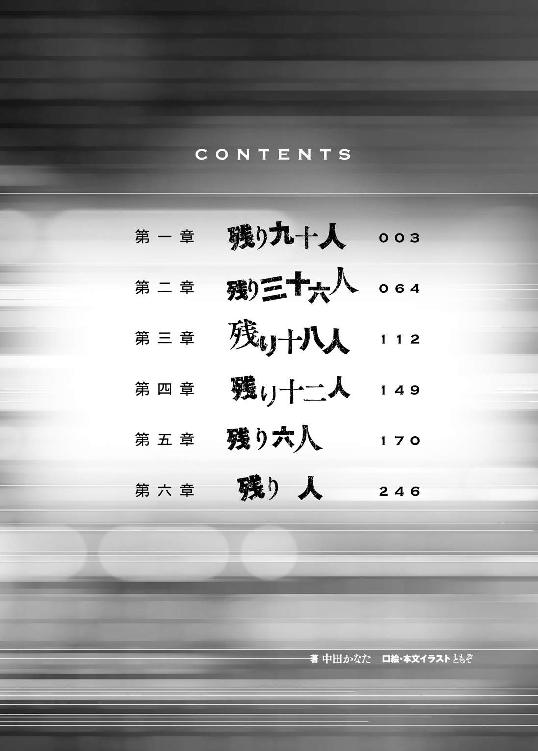 CONTENTS
第一章 残り九十人 003
第二章 残り三十六人 064
第三章 残り十八人 112
第四章 残り十二人 149
第五章 残り六人 170
第六章 残り 人 246
著 中田かなた 口絵・本文イラスト ともぞ